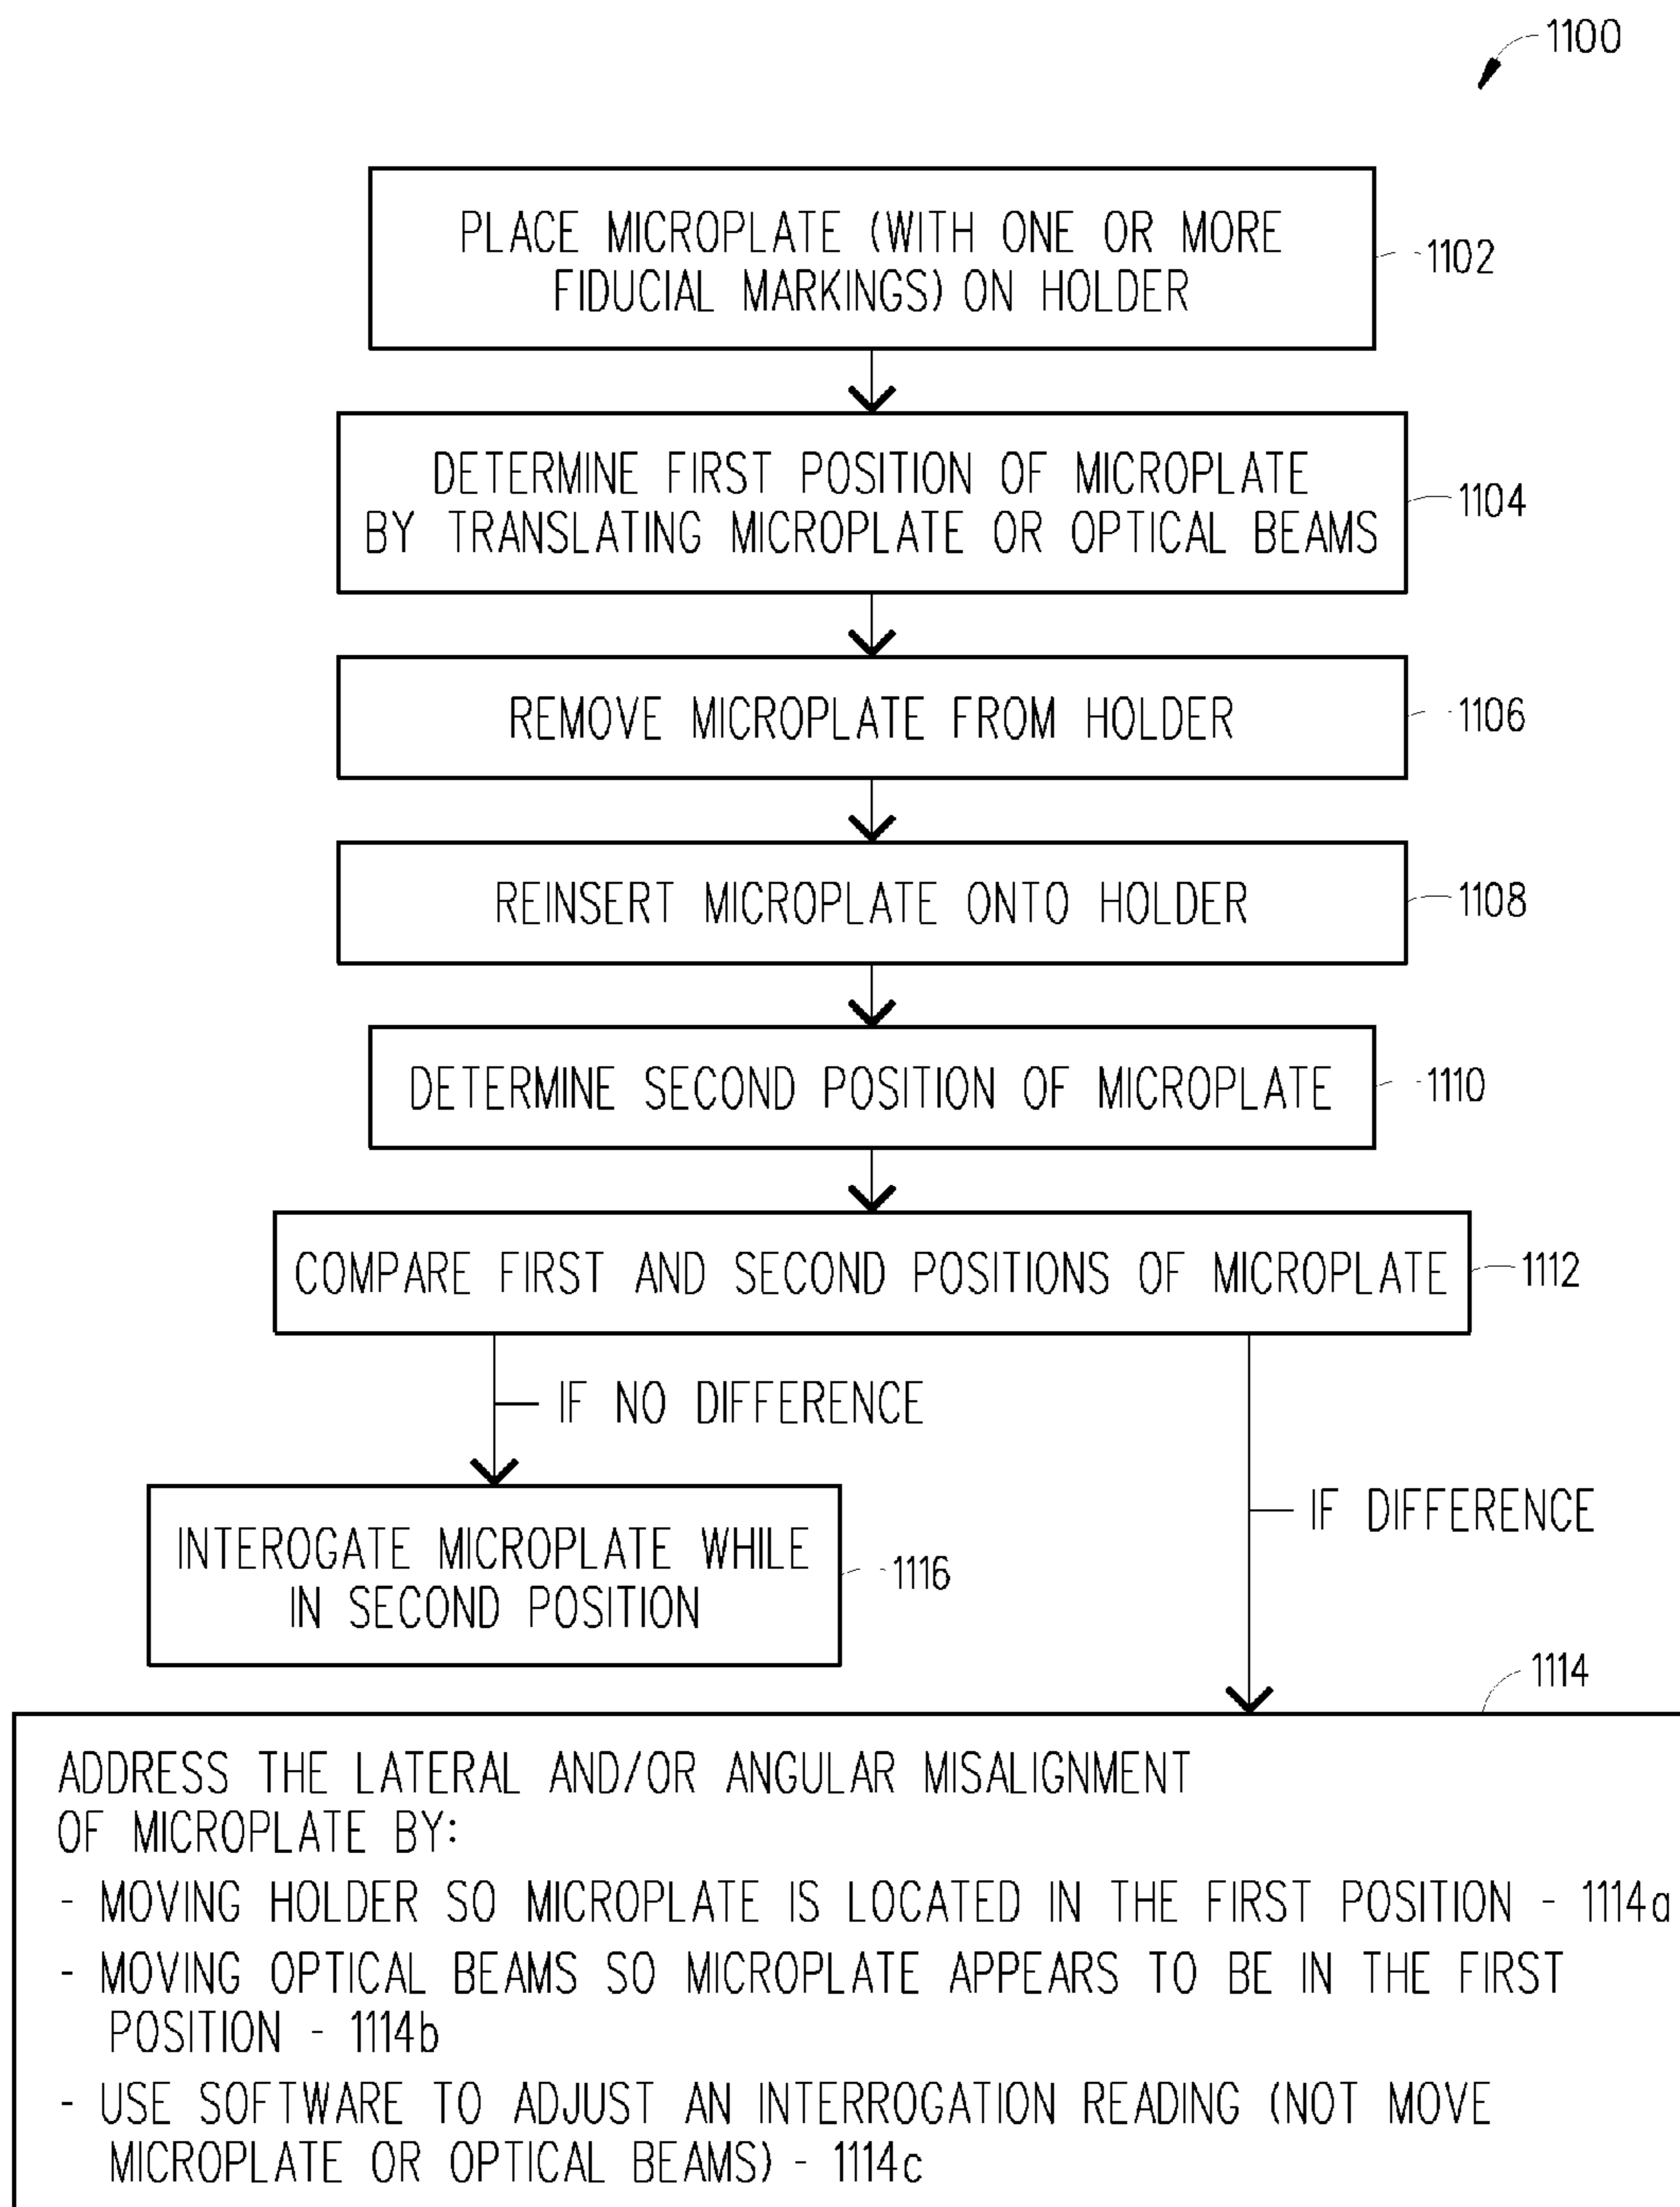 1100
PLACE MICROPLATE (WITH ONE OR MORE
FIDUCIAL MARKINGS) ON HOLDER
1102
DETERMINE FIRST POSITION OF MICROPLATE
BY TRANSLATING MICROPLATE OR OPTICAL BEAMS
1104
REMOVE MICROPLATE FROM HOLDER
1106
REINSERT MICROPLATE ONTO HOLDER
1108
DETERMINE SECOND POSITION OF MICROPLATE
1110
COMPARE FIRST AND SECOND POSITIONS OF MICROPLATE
1112
IF NO DIFFERENCE
IF DIFFERENCE
INTEROGATE MICROPLATE WHILE
IN SECOND POSITION
1116
1114
ADDRESS THE LATERAL AND/OR ANGULAR MISALIGNMENT
OF MICROPLATE BY:
- MOVING HOLDER SO MICROPLATE IS LOCATED IN THE FIRST POSITION - 1114a
- MOVING OPTICAL BEAMS SO MICROPLATE APPEARS TO BE IN THE FIRST
POSITION - 1114b
- USE SOFTWARE TO ADJUST AN INTERROGATION READING (NOT MOVE
MICROPLATE OR OPTICAL BEAMS) - 1114c